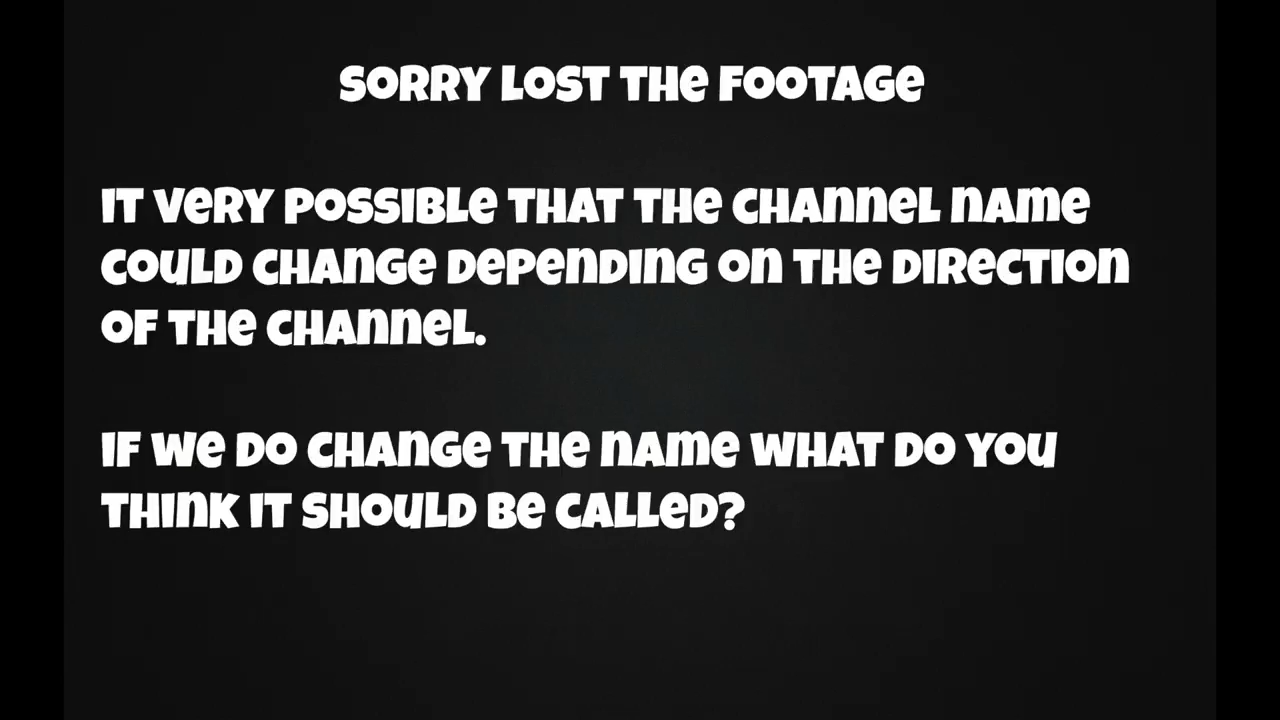 SORRY LOST THE FOOTAGE
IT VERY POSSIBLE THAT THE CHANNEL NAME
COULD CHANGE DEPENDING ON THE DIRECTION
OF THE CHANNEL.
IF WE DO CHANGE THE NAME WHAT DO YOU
THINK IT SHOULD BE CALLED?